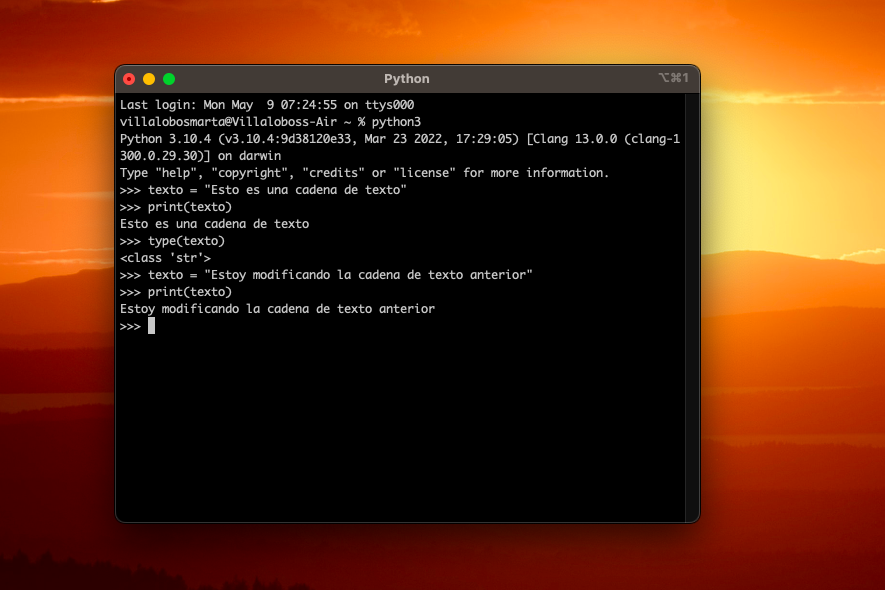 Python
⌥⌘1
Last login: Mon May  9 07:24:55 on ttys000
villalobosmarta@Villaloboss-Air ~ % python3
Python 3.10.4 (v3.10.4:9d38120e33, Mar 23 2022, 17:29:05) [Clang 13.0.0 (clang-1
300.0.29.30)] on darwin
Type "help", "copyright", "credits" or "license" for more information.
>>> texto = "Esto es una cadena de texto"
>>> print(texto)
Esto es una cadena de texto
>>> type(texto)
<class 'str'>
>>> texto = "Estoy modificando la cadena de texto anterior"
>>> print(texto)
Estoy modificando la cadena de texto anterior
>>>